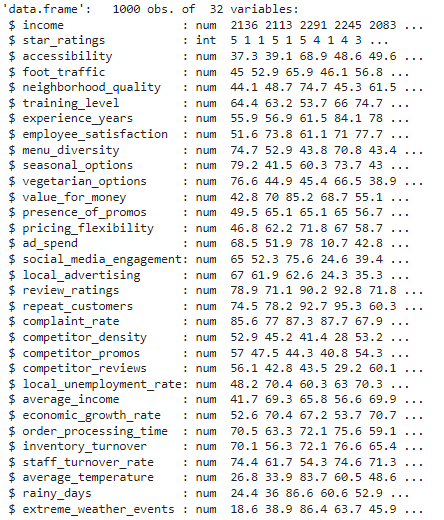 'data.frame':   1000 obs. of  32 variables:
 $ income                 : num  2136 2113 2291 2245 2083 ...
 $ star_ratings           : int  5 1 1 5 1 5 4 1 4 3 ...
 $ accessibility          : num  37.3 39.1 68.9 48.6 49.6 ...
 $ foot_traffic           : num  45 52.9 65.9 46.1 56.8 ...
 $ neighborhood_quality   : num  44.1 48.7 74.7 45.3 61.5 ...
 $ training_level         : num  64.4 63.2 53.7 66 74.7 ...
 $ experience_years       : num  55.9 56.9 61.5 84.1 78 ...
 $ employee_satisfaction  : num  51.6 73.8 61.1 71 77.7 ...
 $ menu_diversity         : num  74.7 52.9 43.8 70.8 43.4 ...
 $ seasonal_options       : num  79.2 41.5 60.3 73.7 43 ...
 $ vegetarian_options     : num  76.6 44.9 45.4 66.5 38.9 ...
 $ value_for_money        : num  42.8 70 85.2 68.7 55.1 ...
 $ presence_of_promos     : num  49.5 65.1 65.1 65 56.7 ...
 $ pricing_flexibility    : num  46.8 62.2 71.8 67 58.7 ...
 $ ad_spend               : num  68.5 51.9 78 10.7 42.8 ...
 $ social_media_engagement: num  65 52.3 75.6 24.6 39.4 ...
 $ local_advertising      : num  67 61.9 62.6 24.3 35.3 ...
 $ review_ratings         : num  78.9 71.1 90.2 92.8 71.8 ...
 $ repeat_customers       : num  74.5 78.2 92.7 95.3 60.3 ...
 $ complaint_rate         : num  85.6 77 87.3 87.7 67.9 ...
 $ competitor_density     : num  52.9 45.2 41.4 28 53.2 ...
 $ competitor_promos      : num  57 47.5 44.3 40.8 54.3 ...
 $ competitor_reviews     : num  56.1 42.8 43.5 29.2 60.1 ...
 $ local_unemployment_rate: num  48.2 70.4 60.3 63 70.3 ...
 $ average_income         : num  41.7 69.3 65.8 56.6 69.9 ...
 $ economic_growth_rate   : num  52.6 70.4 67.2 53.7 70.7 ...
 $ order_processing_time  : num  70.5 63.3 72.1 75.6 59.1 ...
 $ inventory_turnover     : num  70.1 56.3 72.1 76.6 65.4 ...
 $ staff_turnover_rate    : num  74.4 61.7 54.3 74.6 71.3 ...
 $ average_temperature    : num  26.8 33.9 83.7 60.5 48.6 ...
 $ rainy_days             : num  24.4 36 86.6 60.6 52.9 ...
 $ extreme_weather_events : num  18.6 38.9 86.4 63.7 45.9 ...